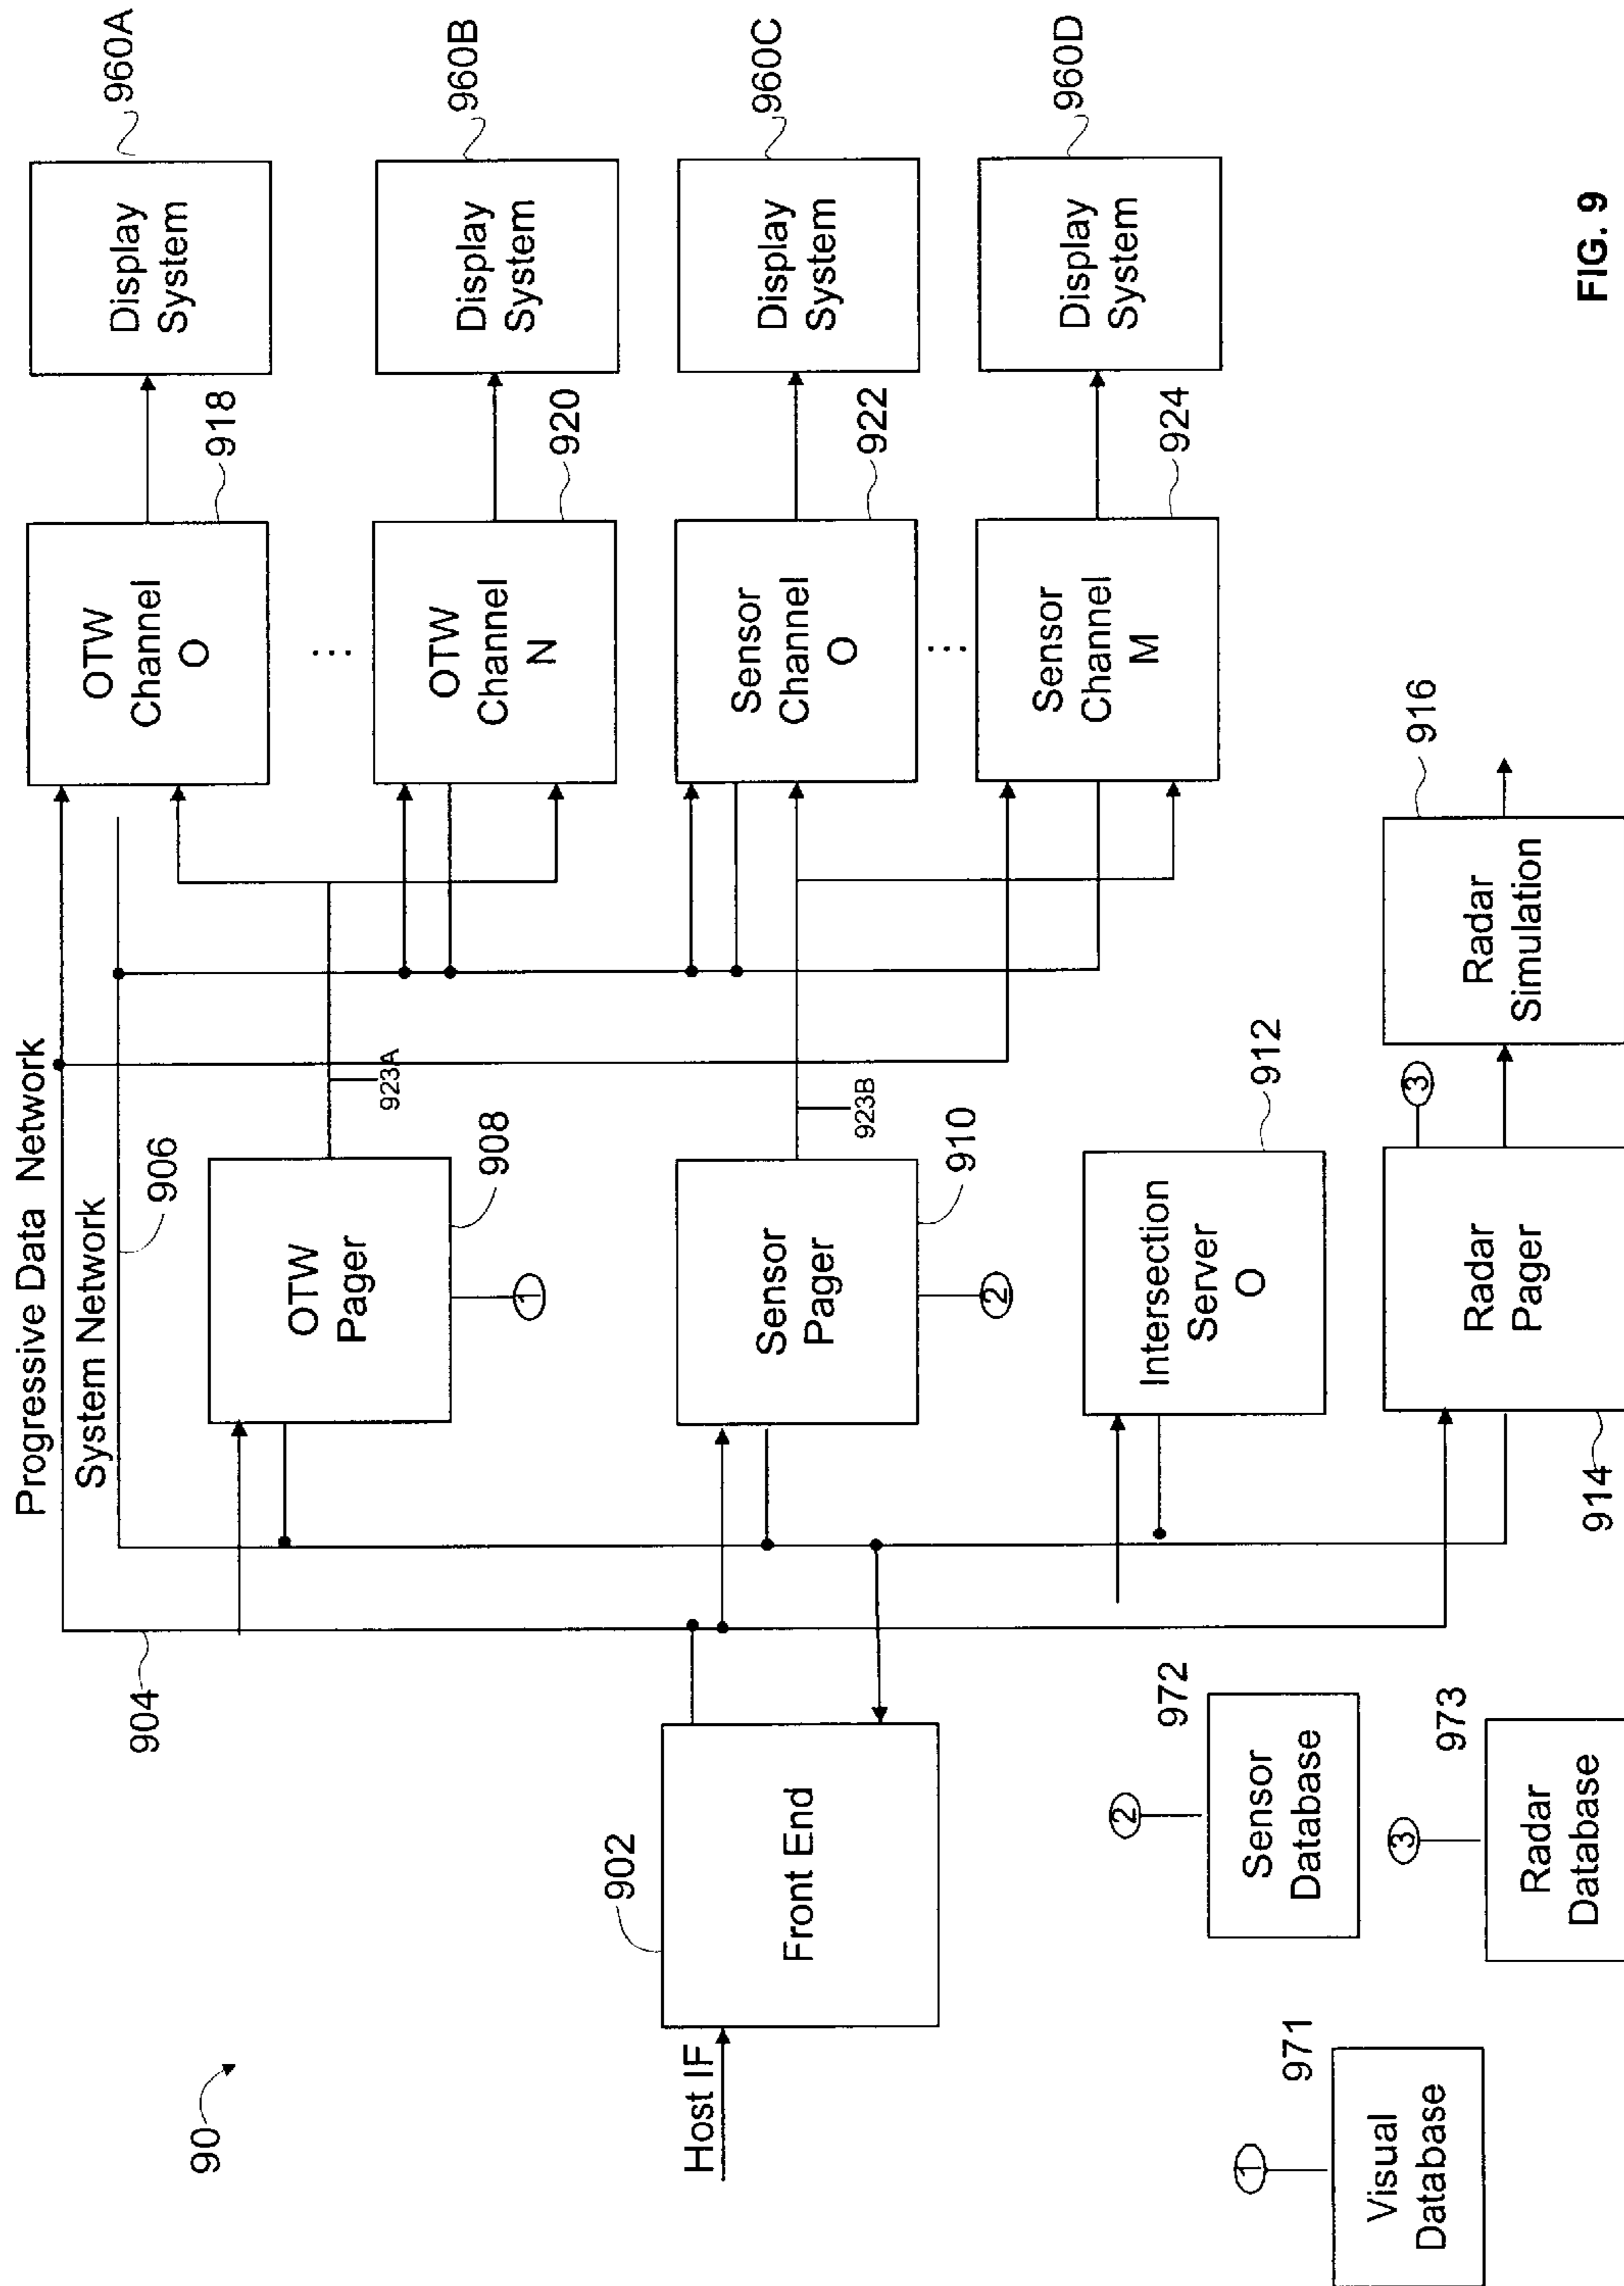 Progressive Data Network
System Network
906
904
90
Host IF
902
Front End
OTW
Pager
908
1
923A
Sensor
Pager
910
2
923B
Intersection
Server
O
912
Radar
Pager
914
3
Radar
Simulation
916
OTW
Channel
O
918
...
OTW
Channel
N
920
Sensor
Channel
O
922
...
Sensor
Channel
M
924
Display
System
960A
Display
System
960B
Display
System
960C
Display
System
960D
1
971
Visual
Database
2
972
Sensor
Database
3
973
Radar
Database
FIG. 9